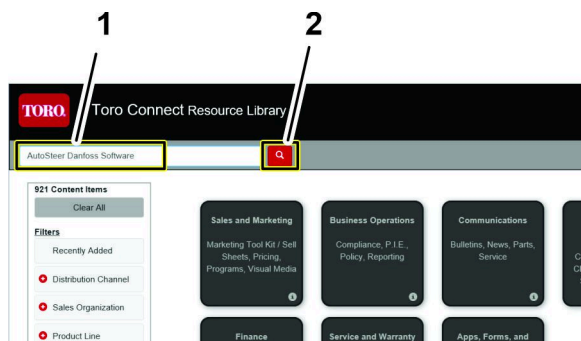 1
2
TORO.
Toro Connect Resource Library
AutoSteer Danfoss Software
921 Content Items
Clear All
Filters
Recently Added
Distribution Channel
Sales Organization
Product Line
Sales and Marketing
Marketing Tool Kit / Sell
Sheets, Pricing,
Programs, Visual Media
Business Operations
Compliance, P.I.E.,
Policy, Reporting
Communications
Bulletins, News, Parts,
Service
Finance
Service and Warranty
Apps, Forms, and